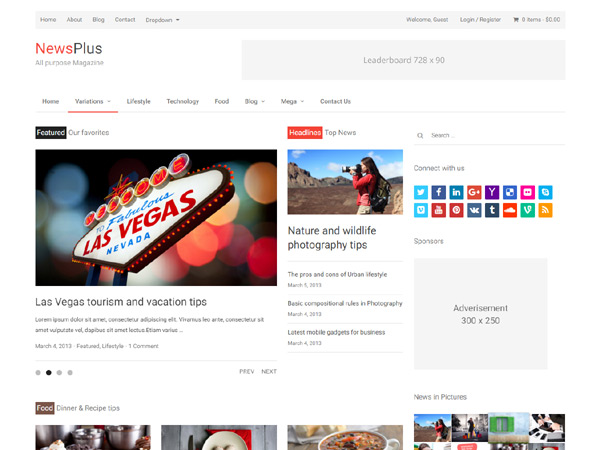 Home About Blog Contact Dropdown Welcome, Guest Login / Register 0 items - $0.00
NewsPlus
All purpose Magazine
Leaderboard 728 x 90
Home Variations Lifestyle Technology Food Blog Mega Contact Us
Featured Our favorites
WELCOME
TO Fabulous
LAS VEGAS
NEVADA
Las Vegas tourism and vacation tips
Lorem ipsum dolor sit amet, consectetur adipiscing elit. Vivamus leo ante, consectetur sit
amet vulputate vel, dapibus sit amet lectus Etiam varius ...
March 4, 2013 · Featured, Lifestyle · 1 Comment
PREV NEXT
Headlines Top News
Nature and wildlife
photography tips
The pros and cons of Urban lifestyle
March 5, 2013
Basic compositional rules in Photography
March 4, 2013
Latest mobile gadgets for business
March 4, 2013
Search ...
Connect with us
Sponsors
Adverisement
300 x 250
News in Pictures
Food Dinner & Recipe tips